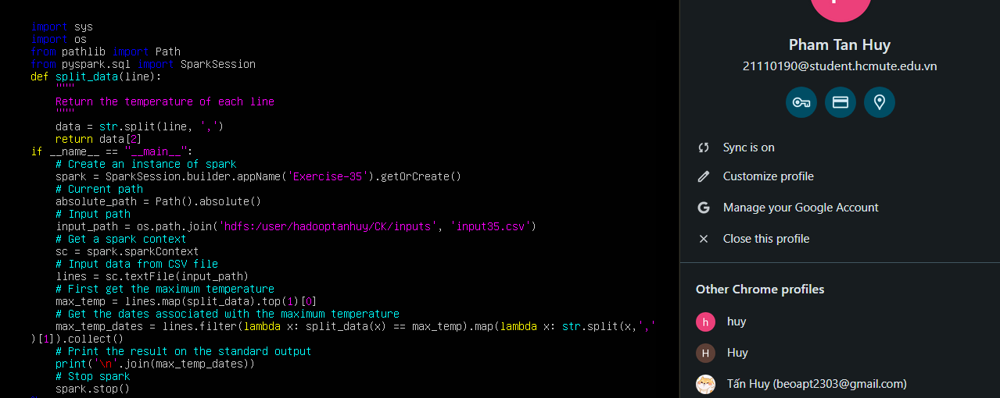 import sys
import os
from pathlib import Path
from pyspark.sql import SparkSession
def split_data(line):
    """
    Return the temperature of each line
    """
    data = str.split(line, ',')
    return data[2]
if __name__ == "__main__":
    # Create an instance of spark
    spark = SparkSession.builder.appName('Exercise-35').getOrCreate()
    # Current path
    absolute_path = Path().absolute()
    # Input path
    input_path = os.path.join('hdfs:/user/hadooptanhuy/CK/inputs', 'input35.csv')
    # Get a spark context
    sc = spark.sparkContext
    # Input data from CSV file
    lines = sc.textFile(input_path)
    # First get the maximum temperature
    max_temp = lines.map(split_data).top(1)[0]
    # Get the dates associated with the maximum temperature
    max_temp_dates = lines.filter(lambda x: split_data(x) == max_temp).map(lambda x: str.split(x,','
)[1]).collect()
    # Print the result on the standard output
    print('\n'.join(max_temp_dates))
    # Stop spark
    spark.stop()
Pham Tan Huy
21110190@student.hcmute.edu.vn
Sync is on
Customize profile
G
Manage your Google Account
Close this profile
Other Chrome profiles
h
huy
H
Huy
Tấn Huy (beoapt2303@gmail.com)